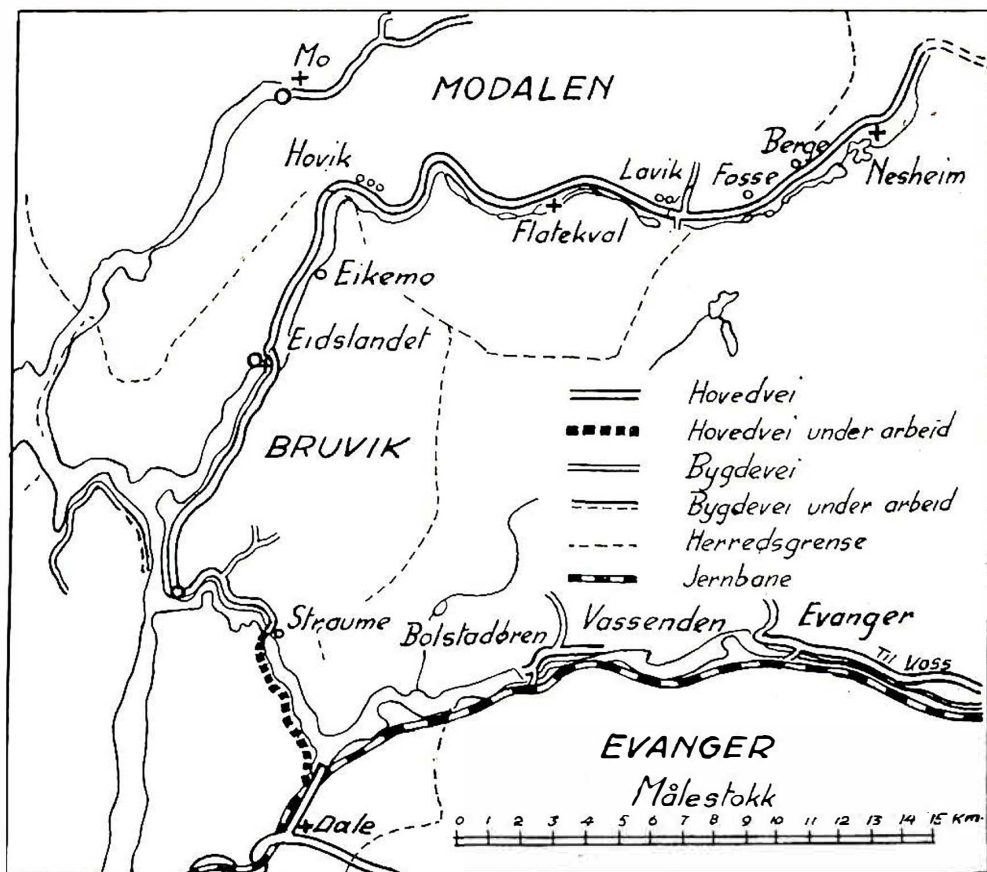 Mo
MODALEN
Hovik
Lavik
Fosse
Berge
Nesheim
Flatekval
Eikemo
Eidslandet
BRUVIK
Hovedvei
Hovedvei under arbeid
Bygdevei
Bygdevei under arbeid
Herredsgrense
Jernbane
Straume
Bolstadøren
Vassenden
Evanger
Til Voss
EVANGER
Målestokk
0 1 2 3 4 5 6 7 8 9 10 11 12 13 14 15 Km.
Dale